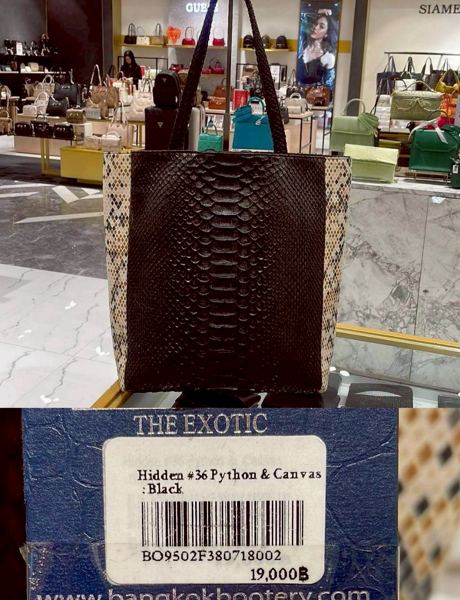 GUESS
SIAME
THE EXOTIC
Hidden #36 Python & Canvas
: Black
BO9502F380718002
19,000฿
www.bangkokbootery.com